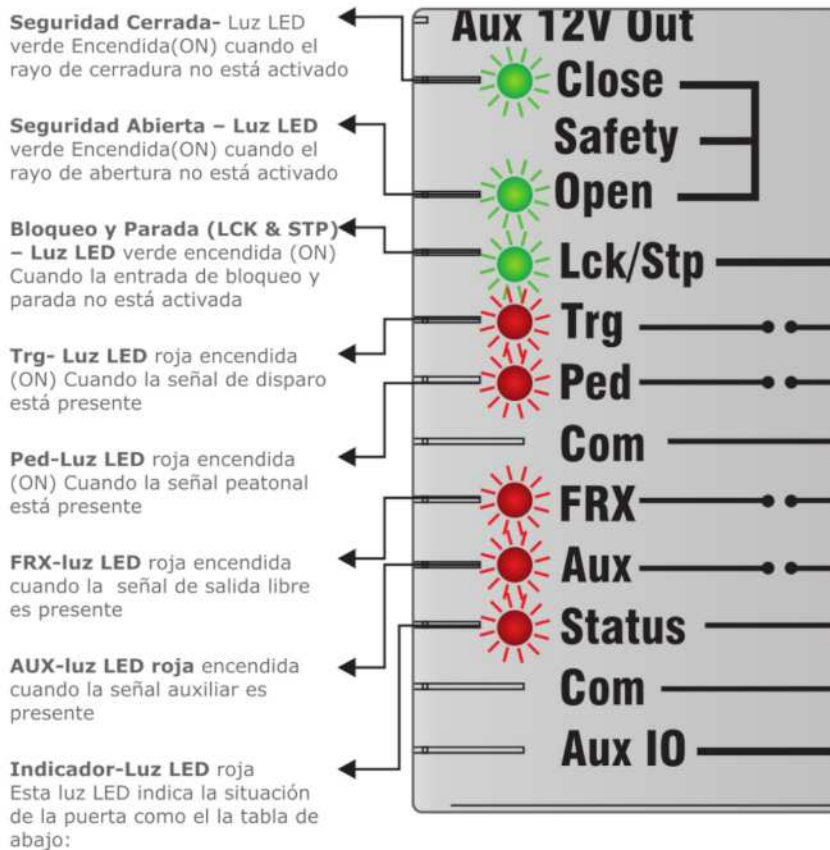 Seguridad Cerrada- Luz LED
verde Encendida(ON) cuando el
rayo de cerradura no está activado
Seguridad Abierta – Luz LED
verde Encendida(ON) cuando el
rayo de abertura no está activado
Bloqueo y Parada (LCK & STP)
– Luz LED verde encendida (ON)
Cuando la entrada de bloqueo y
parada no está activada
Trg- Luz LED roja encendida
(ON) Cuando la señal de disparo
está presente
Ped-Luz LED roja encendida
(ON) Cuando la señal peatonal
está presente
FRX-luz LED roja encendida
cuando la señal de salida libre
es presente
AUX-luz LED roja encendida
cuando la señal auxiliar es
presente
Indicador-Luz LED roja
Esta luz LED indica la situación
de la puerta como el la tabla de
abajo:
Aux 12V Out
Close
Safety
Open
Lck/Stp
Trg
Ped
Com
FRX
Aux
Status
Com
Aux IO